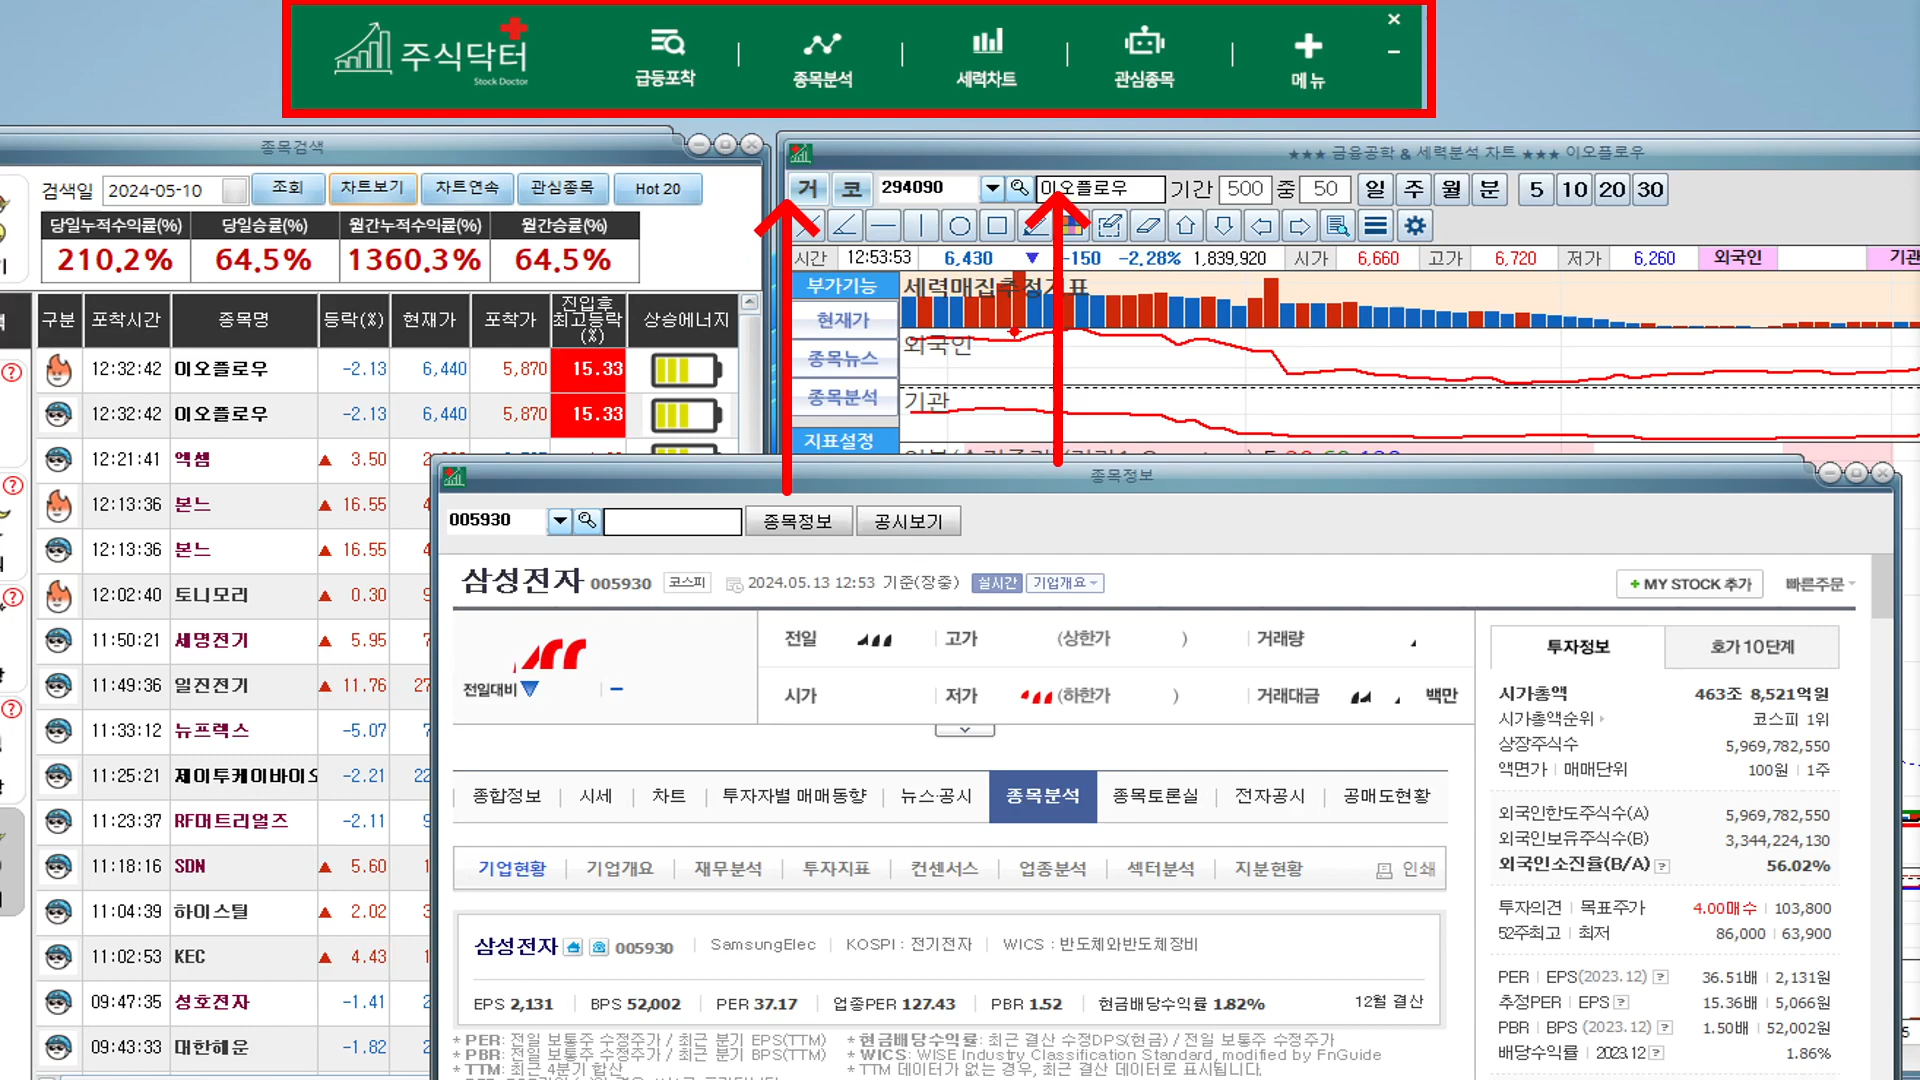 주식닥터
Stock Doctor
급등포착
종목분석
세력차트
관심종목
메뉴
종목검색
검색일 2024-05-10 조회 차트보기 차트연속 관심종목 Hot 20
당일누적수익률(%) 당일승률(%) 월간누적수익률(%) 월간승률(%)
210.2% 64.5% 1360.3% 64.5%
구분 포착시간 종목명 등락(%) 현재가 포착가 진입후 최고등락 (%) 상승에너지
12:32:42 이오플로우 -2.13 6,440 5,870 15.33
12:32:42 이오플로우 -2.13 6,440 5,870 15.33
12:21:41 엑셈 ▲ 3.50
12:13:36 본느 ▲ 16.55
12:13:36 본느 ▲ 16.55
12:02:40 토니모리 ▲ 0.30
11:50:21 세명전기 ▲ 5.95
11:49:36 일진전기 ▲ 11.76
11:33:12 뉴프렉스 -5.07
11:25:21 제이투케이바이오 -2.21
11:23:37 RF머트리얼즈 -2.11
11:18:16 SDN ▲ 5.60
11:04:39 하이스틸 ▲ 2.02
11:02:53 KEC ▲ 4.43
09:47:35 성호전자 -1.41
09:43:33 대한해운 -1.82
★★★ 금융공학 & 세력분석 차트 ★★★ 이오플로우
거 코 294090 이오플로우 기간 500 중 50 일 주 월 분 5 10 20 30
시간 12:53:53 6,430 ▼ -150 -2.28% 1,839,920 시가 6,660 고가 6,720 저가 6,260 외국인 기관
부가기능
현재가
종목뉴스
종목분석
지표설정
세력매집추정지표
외국인
기관
종목정보
005930 종목정보 공시보기
삼성전자 005930 코스피 2024.05.13 12:53 기준(장중) 실시간 기업개요
+ MY STOCK 추가 빠른주문
전일대비 ▼
전일 고가 (상한가 ) 거래량
시가 저가 (하한가 ) 거래대금 백만
종합정보 시세 차트 투자자별 매매동향 뉴스·공시 종목분석 종목토론실 전자공시 공매도현황
기업현황 기업개요 재무분석 투자지표 컨센서스 업종분석 섹터분석 지분현황 인쇄
삼성전자 005930 SamsungElec KOSPI : 전기전자 WICS : 반도체와반도체장비
EPS 2,131 BPS 52,002 PER 37.17 업종PER 127.43 PBR 1.52 현금배당수익률 1.82% 12월 결산
* PER: 전일 보통주 수정주가 / 최근 분기 EPS(TTM) * 현금배당수익률: 최근 결산 수정DPS(현금) / 전일 보통주 수정주가
* PBR: 전일 보통주 수정주가 / 최근 분기 BPS(TTM) * WICS: WISE Industry Classification Standard, modified by FnGuide
* TTM: 최근 4분기 합산 * TTM 데이터가 없는 경우, 최근 결산 데이터로 표시됩니다.
투자정보 호가 10단계
시가총액 463조 8,521억원
시가총액순위 코스피 1위
상장주식수 5,969,782,550
액면가 | 매매단위 100원 | 1주
외국인한도주식수(A) 5,969,782,550
외국인보유주식수(B) 3,344,224,130
외국인소진율(B/A) ? 56.02%
투자의견 | 목표주가 4.00매수 | 103,800
52주최고 | 최저 86,000 | 63,900
PER | EPS(2023.12) ? 36.51배 | 2,131원
추정PER | EPS ? 15.36배 | 5,066원
PBR | BPS (2023.12) ? 1.50배 | 52,002원
배당수익률 | 2023.12 ? 1.86%